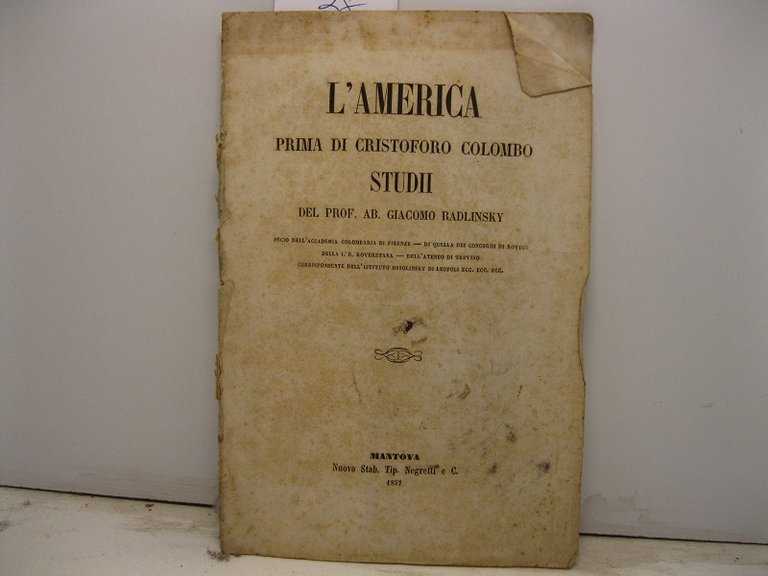 L'AMERICA
PRIMA DI CRISTOFORO COLOMBO
STUDII
DEL PROF. AB. GIACOMO RADLINSKY
SOCIO DELL'ACCADEMIA COLOMBARIA DI FIRENZE — DI QUELLA DEI CONCORDI DI ROVIGO
DELLA I. R. ROVERETANA — DELL'ATENEO DI TREVISO
CORRISPONDENTE DELL'ISTITUTO OSSOLINSKY DI LEOPOLI ECC. ECC. ECC.
MANTOVA
Nuovo Stab. Tip. Negretti e C.
1857